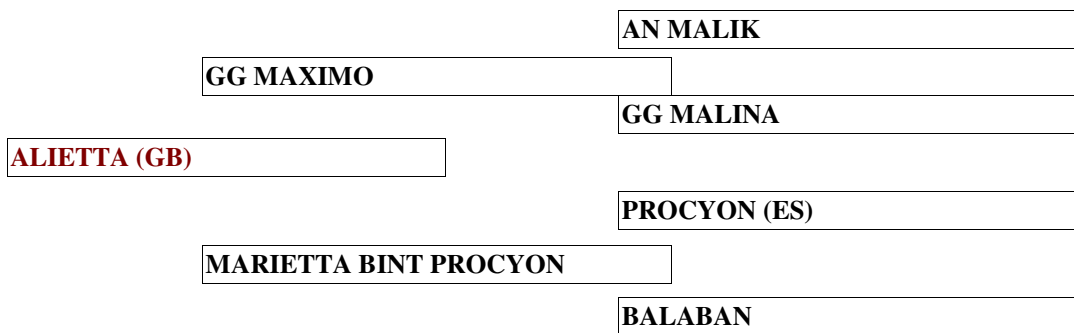 AN MALIK
GG MAXIMO
GG MALINA
ALIETTA (GB)
PROCYON (ES)
MARIETTA BINT PROCYON
BALABAN